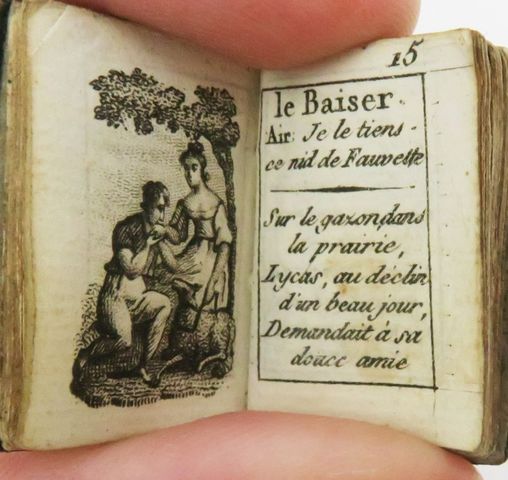 15
le Baiser.
Air. Je le tiens
ce nid de Fauvette
Sur le gazon, dans
la prairie,
Lycas, au déclin
d'un beau jour,
Demandait à sa
douce amie